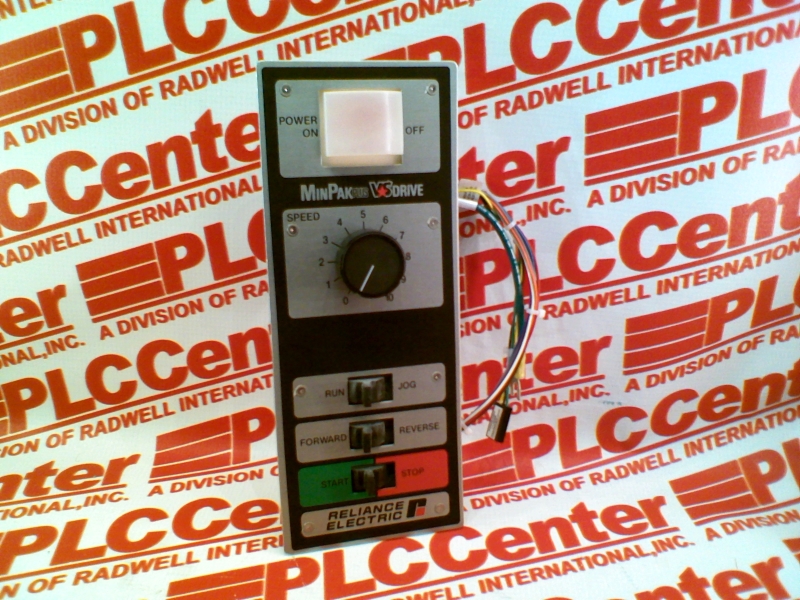 PLCCenter
A DIVISION OF RADWELL INTERNATIONAL, INC.
POWER
ON
OFF
MINPAK
VS DRIVE
SPEED
0
1
2
3
4
5
6
7
8
9
10
RUN
JOG
FORWARD
REVERSE
START
STOP
RELIANCE
ELECTRIC